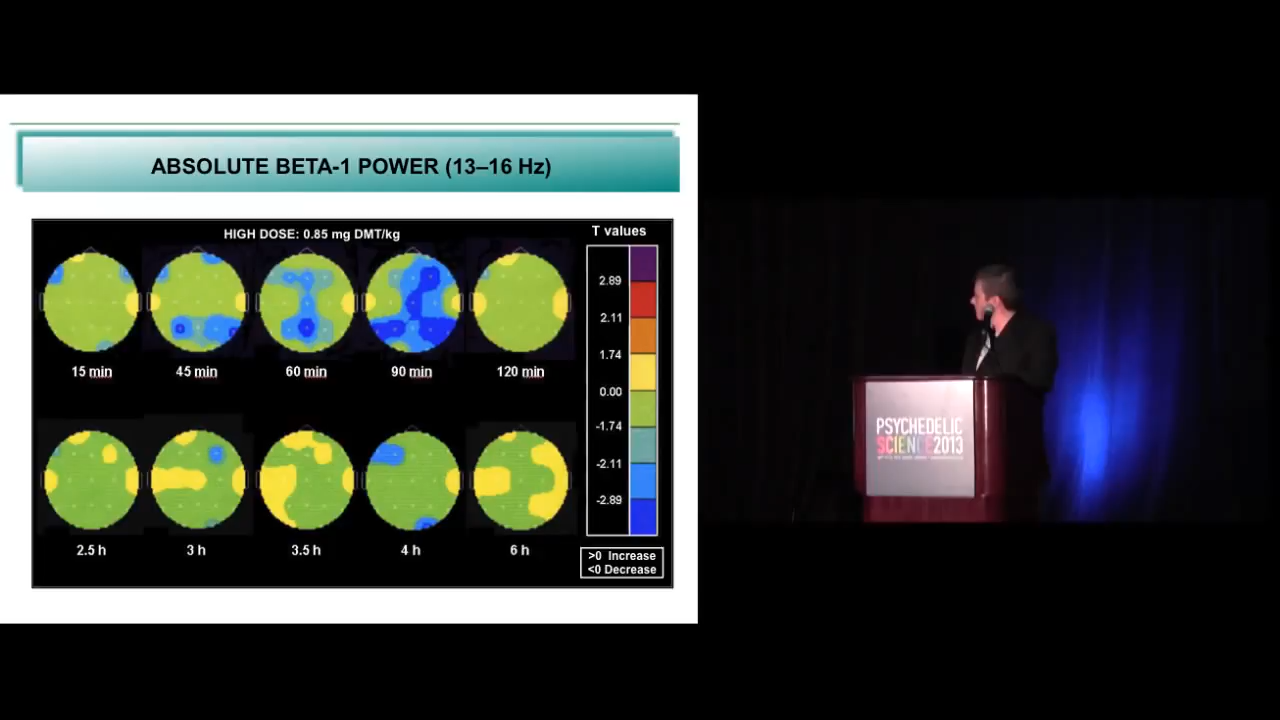 ABSOLUTE BETA-1 POWER (13–16 Hz)
HIGH DOSE: 0.85 mg DMT/kg
T values
2.89
2.11
1.74
0.00
-1.74
-2.11
-2.89
15 min
45 min
60 min
90 min
120 min
2.5 h
3 h
3.5 h
4 h
6 h
>0 Increase
<0 Decrease
PSYCHEDELIC
SCIENCE2013